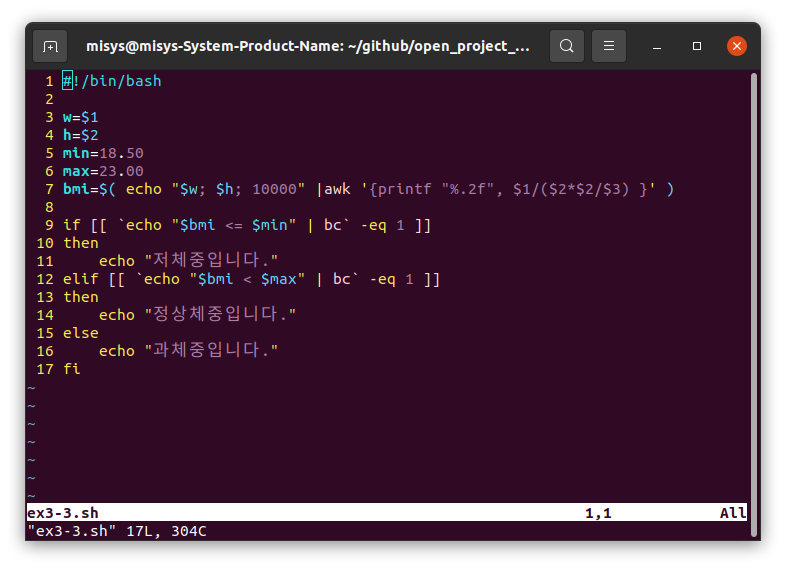 misys@misys-System-Product-Name: ~/github/open_project_...
1 #!/bin/bash
2
3 w=$1
4 h=$2
5 min=18.50
6 max=23.00
7 bmi=$( echo "$w; $h; 10000" |awk '{printf "%.2f", $1/($2*$2/$3) }' )
8
9 if [[ `echo "$bmi <= $min" | bc` -eq 1 ]]
10 then
11     echo "저체중입니다."
12 elif [[ `echo "$bmi < $max" | bc` -eq 1 ]]
13 then
14     echo "정상체중입니다."
15 else
16     echo "과체중입니다."
17 fi
~
~
~
~
~
~
~
ex3-3.sh 1,1 All
"ex3-3.sh" 17L, 304C